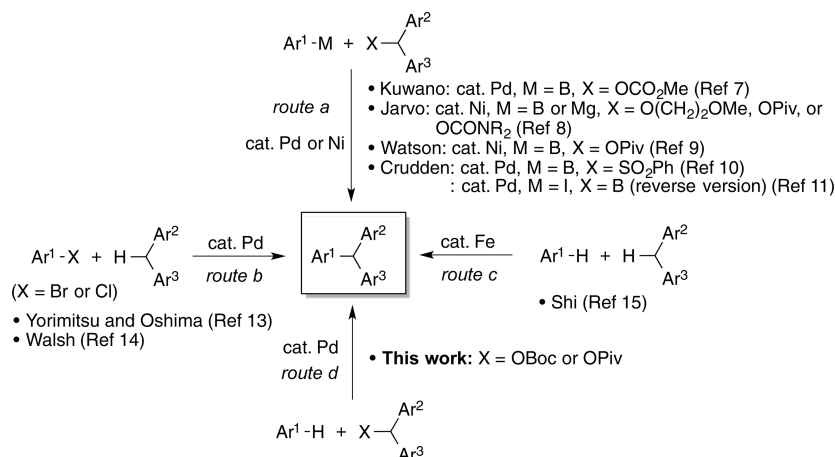 Ar¹-M + X Ar² Ar³
route a
cat. Pd or Ni
• Kuwano: cat. Pd, M = B, X = OCO₂Me (Ref 7)
• Jarvo: cat. Ni, M = B or Mg, X = O(CH₂)₂OMe, OPiv, or
OCONR₂ (Ref 8)
• Watson: cat. Ni, M = B, X = OPiv (Ref 9)
• Crudden: cat. Pd, M = B, X = SO₂Ph (Ref 10)
: cat. Pd, M = I, X = B (reverse version) (Ref 11)
Ar¹-X + H Ar² Ar³
(X = Br or Cl)
• Yorimitsu and Oshima (Ref 13)
• Walsh (Ref 14)
cat. Pd
route b
Ar¹ Ar² Ar³
cat. Fe
route c
Ar¹-H + H Ar² Ar³
• Shi (Ref 15)
cat. Pd
route d
• This work: X = OBoc or OPiv
Ar¹-H + X Ar² Ar³